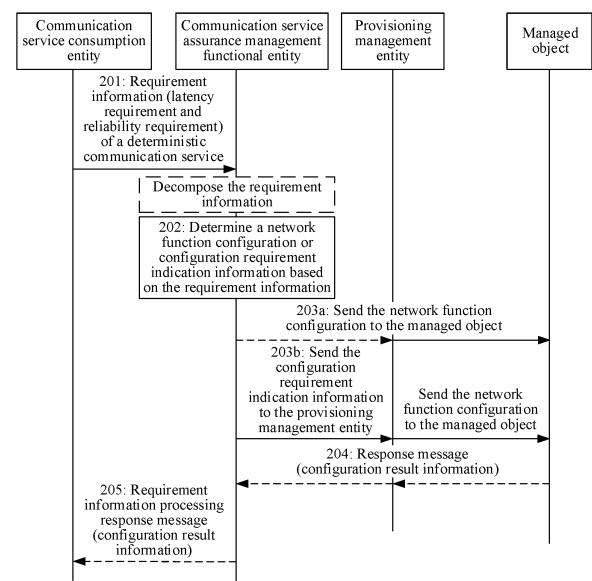 Communication
service consumption
entity
Communication service
assurance management
functional entity
Provisioning
management
entity
Managed
object
201: Requirement
information (latency
requirement and
reliability requirement)
of a deterministic
communication service
Decompose the requirement
information
202: Determine a network
function configuration or
configuration requirement
indication information based
on the requirement information
203a: Send the network function
configuration to the managed object
203b: Send the
configuration
requirement
indication information
to the provisioning
management entity
Send the network
function configuration
to the managed object
204: Response message
(configuration result information)
205: Requirement
information processing
response message
(configuration result
information)